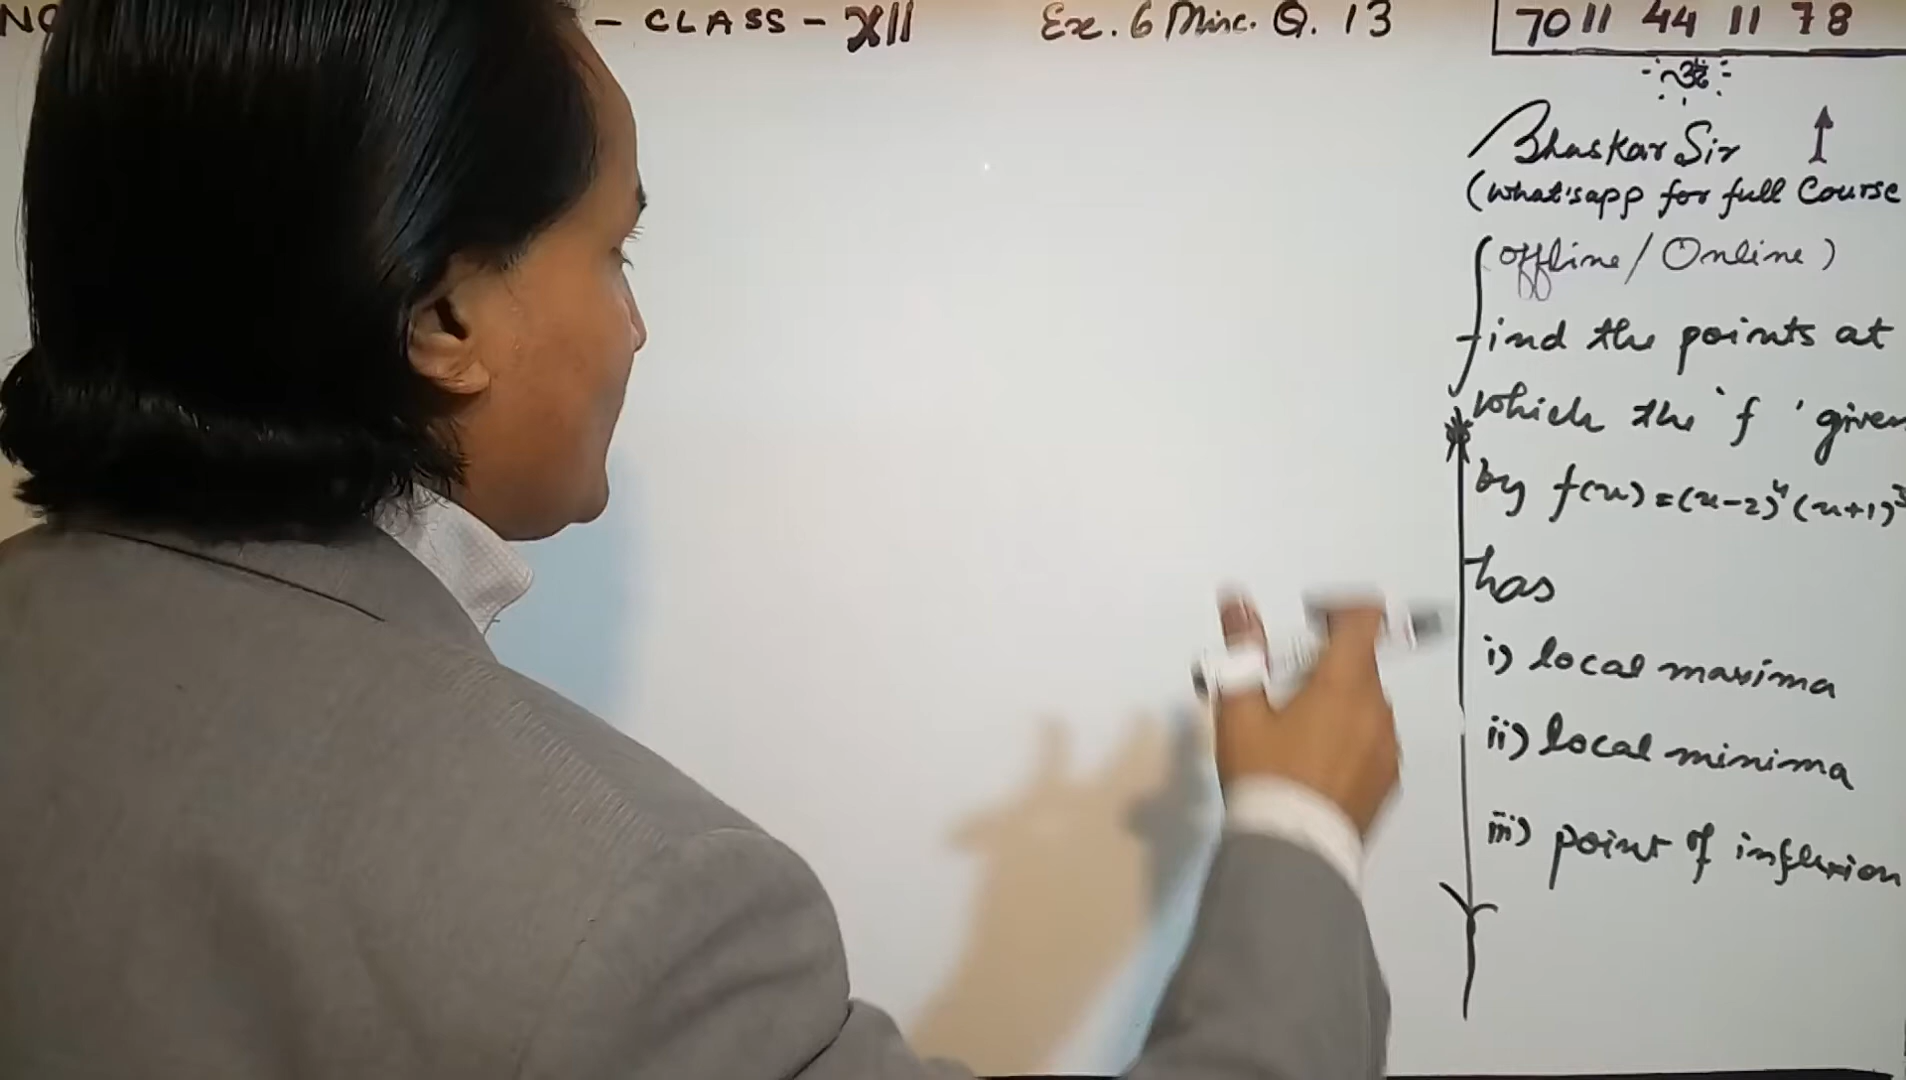 - CLASS - XII Ex. 6 Misc. Q. 13
70 11 44 11 78
Bhaskar Sir
(What'sapp for full Course
(Offline/Online)
find the points at
which the 'f' given
by f(x) = (x-2)⁴ (x+1)³
has
i) local maxima
ii) local minima
iii) point of inflexion